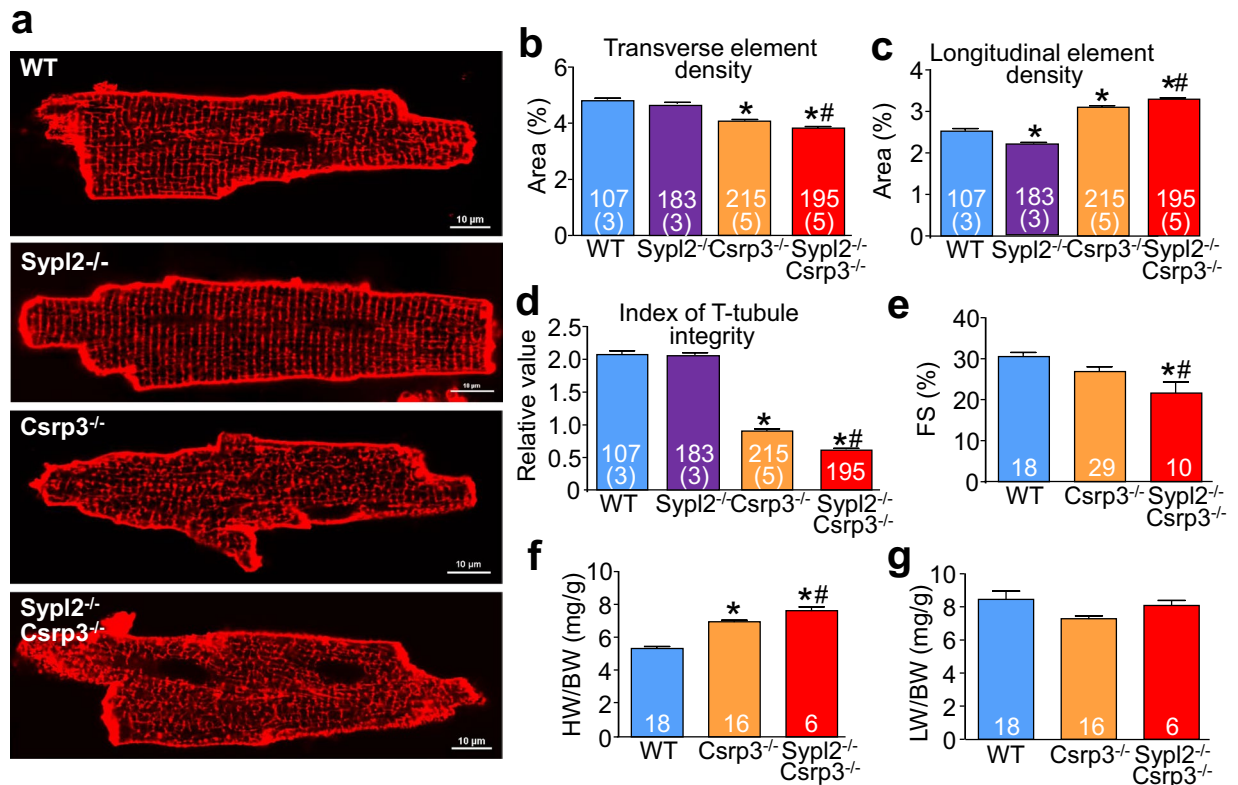 a
WT
10 µm
Sypl2-/-
10 µm
Csrp3-/-
10 µm
Sypl2-/-
Csrp3-/-
10 µm
b
Transverse element
density
Area (%)
6
4
2
0
*
*#
107
(3)
183
(3)
215
(5)
195
(5)
WT
Sypl2-/-
Csrp3-/-
Sypl2-/-
Csrp3-/-
c
Longitudinal element
density
Area (%)
4
3
2
1
0
*
*
*#
107
(3)
183
(3)
215
(5)
195
(5)
WT
Sypl2-/-
Csrp3-/-
Sypl2-/-
Csrp3-/-
d
Index of T-tubule
integrity
Relative value
2.5
2.0
1.5
1.0
0.5
0
*
*#
107
(3)
183
(3)
215
(5)
195
WT
Sypl2-/-
Csrp3-/-
Sypl2-/-
Csrp3-/-
e
FS (%)
40
30
20
10
0
*#
18
29
10
WT
Csrp3-/-
Sypl2-/-
Csrp3-/-
f
HW/BW (mg/g)
10
8
6
4
2
0
*
*#
18
16
6
WT
Csrp3-/-
Sypl2-/-
Csrp3-/-
g
LW/BW (mg/g)
10
8
6
4
2
0
18
16
6
WT
Csrp3-/-
Sypl2-/-
Csrp3-/-